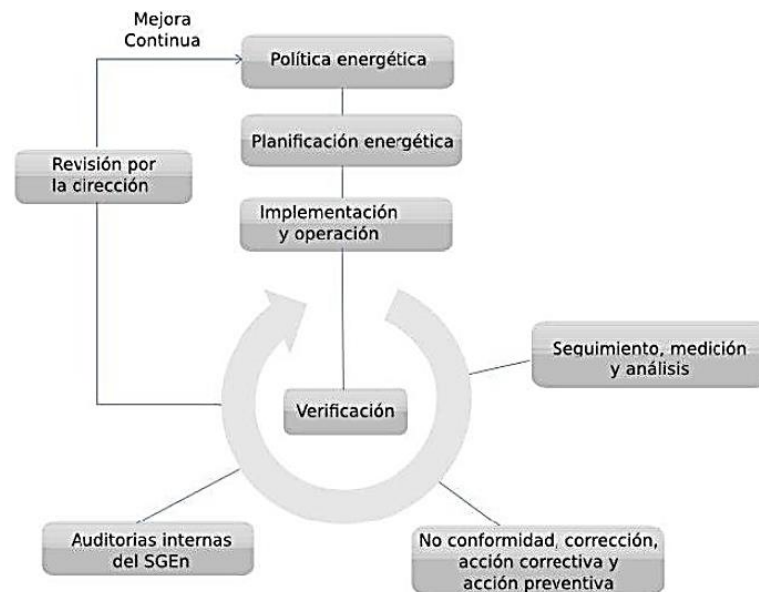 Mejora
Continua
Política energética
Planificación energética
Revisión por
la dirección
Implementación
y operación
Seguimiento, medición
y análisis
Verificación
Auditorias internas
del SGEn
No conformidad, corrección,
acción correctiva y
acción preventiva